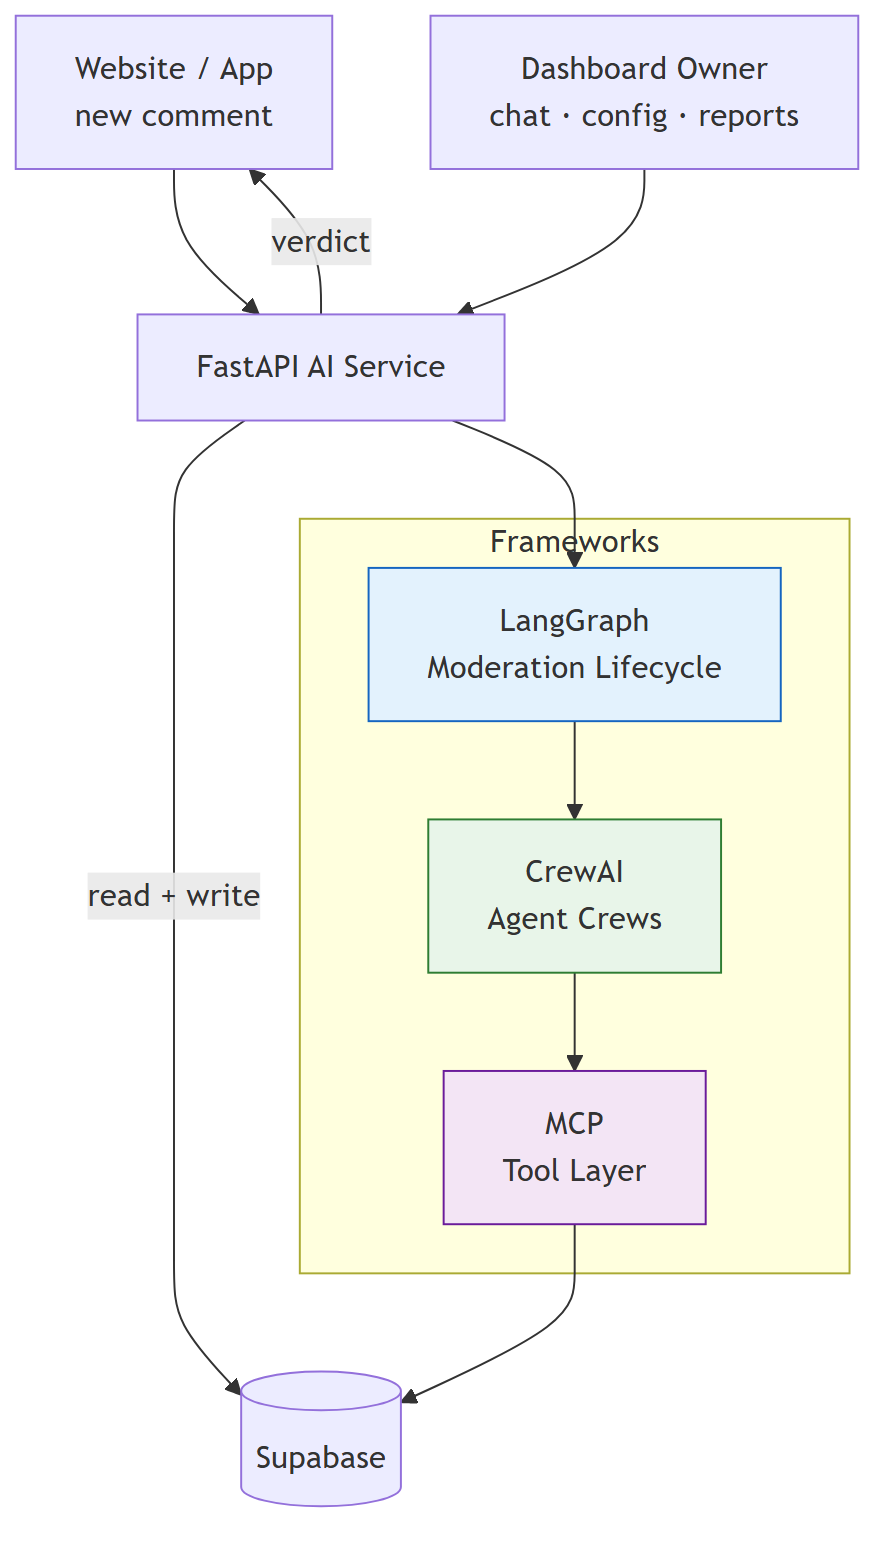 Website / App
new comment
Dashboard Owner
chat · config · reports
verdict
FastAPI AI Service
Frameworks
LangGraph
Moderation Lifecycle
CrewAI
Agent Crews
read + write
MCP
Tool Layer
Supabase